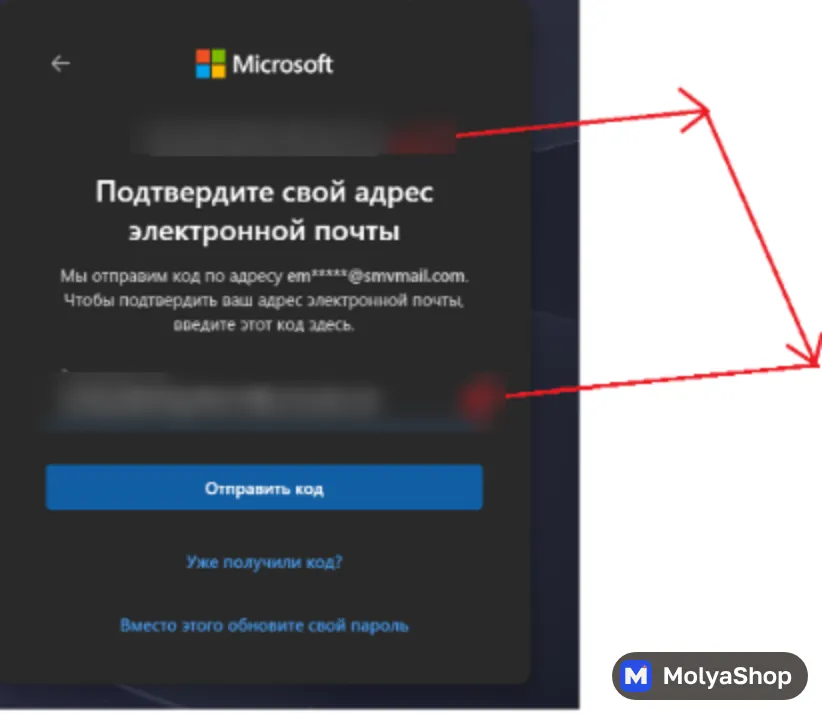 Microsoft
Подтвердите свой адрес
электронной почты
Мы отправим код по адресу em*****@smvmail.com.
Чтобы подтвердить ваш адрес электронной почты,
введите этот код здесь.
Отправить код
Уже получили код?
Вместо этого обновите свой пароль
M MolyaShop